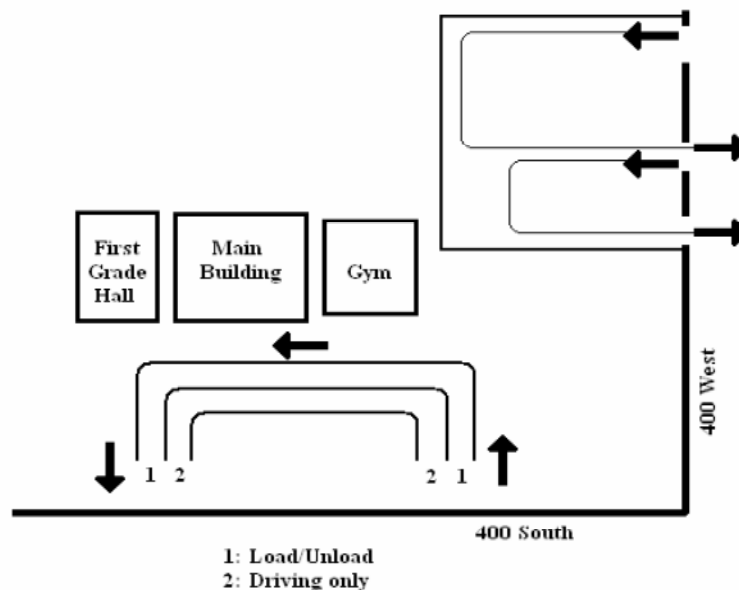 First
Grade
Hall
Main
Building
Gym
400 West
1
2
2
1
400 South
1: Load/Unload
2: Driving only